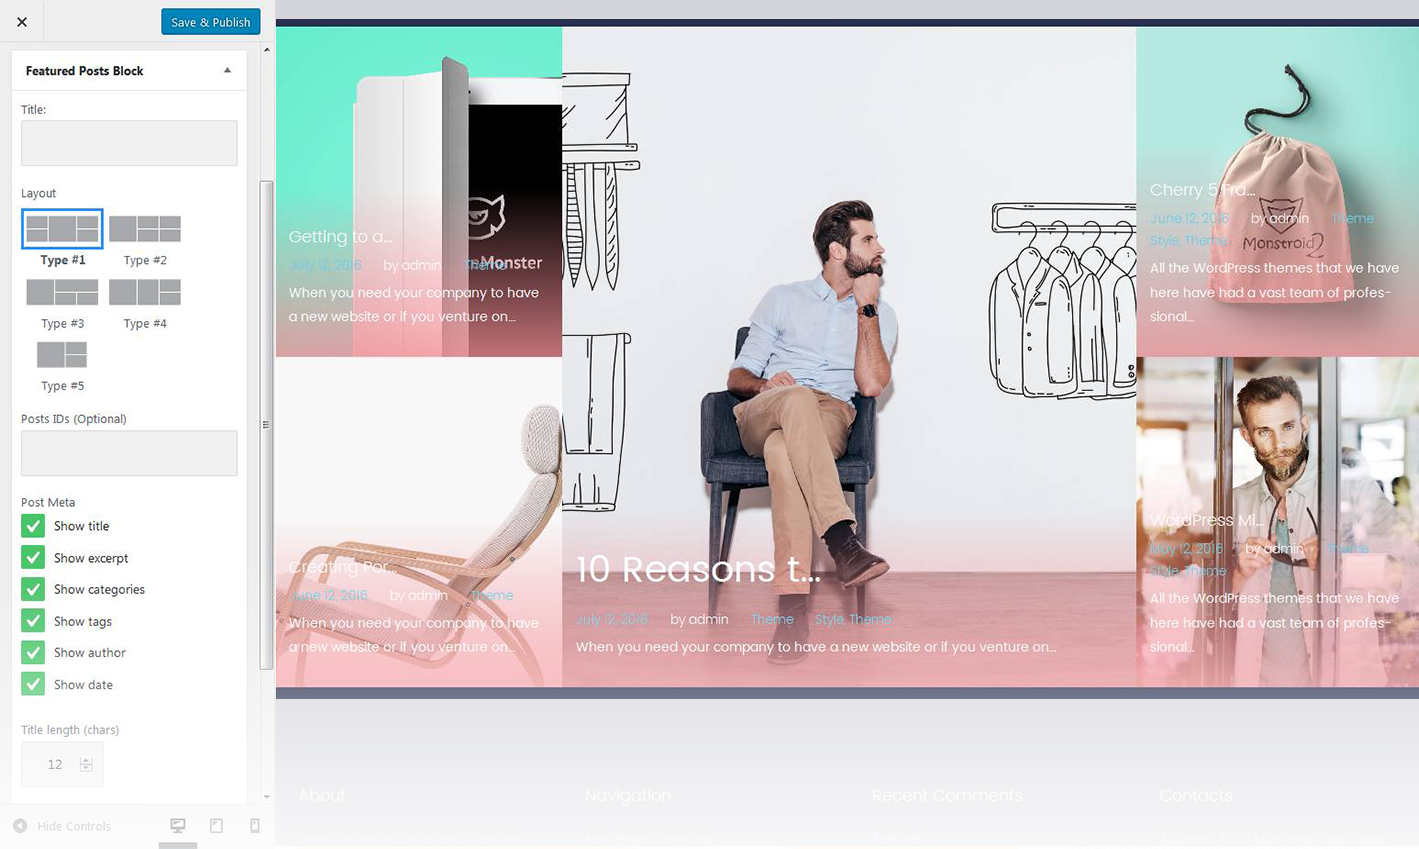 Save & Publish
Featured Posts Block
Title:
Layout
Type #1
Type #2
Type #3
Type #4
Type #5
Posts IDs (Optional)
Post Meta
Show title
Show excerpt
Show categories
Show tags
Show author
Show date
Title length (chars)
12
Hide Controls
Getting to a...
July 12, 2016 by admin Theme
Monster
When you need your company to have
a new website or if you venture on...
Creating Por...
June 12, 2016 by admin Theme
When you need your company to have
a new website or if you venture on...
10 Reasons t...
July 12, 2016 by admin Theme Style, Theme
When you need your company to have a new website or if you venture on...
Cherry 5 Fra...
June 12, 2016 by admin Theme
Style, Theme
Monstroid2
All the WordPress themes that we have
here have had a vast team of profes-
sional...
WordPress Mi...
May 12, 2016 by admin Theme
Style, Theme
All the WordPress themes that we have
here have had a vast team of profes-
sional...
About
Navigation
Recent Comments
Contacts